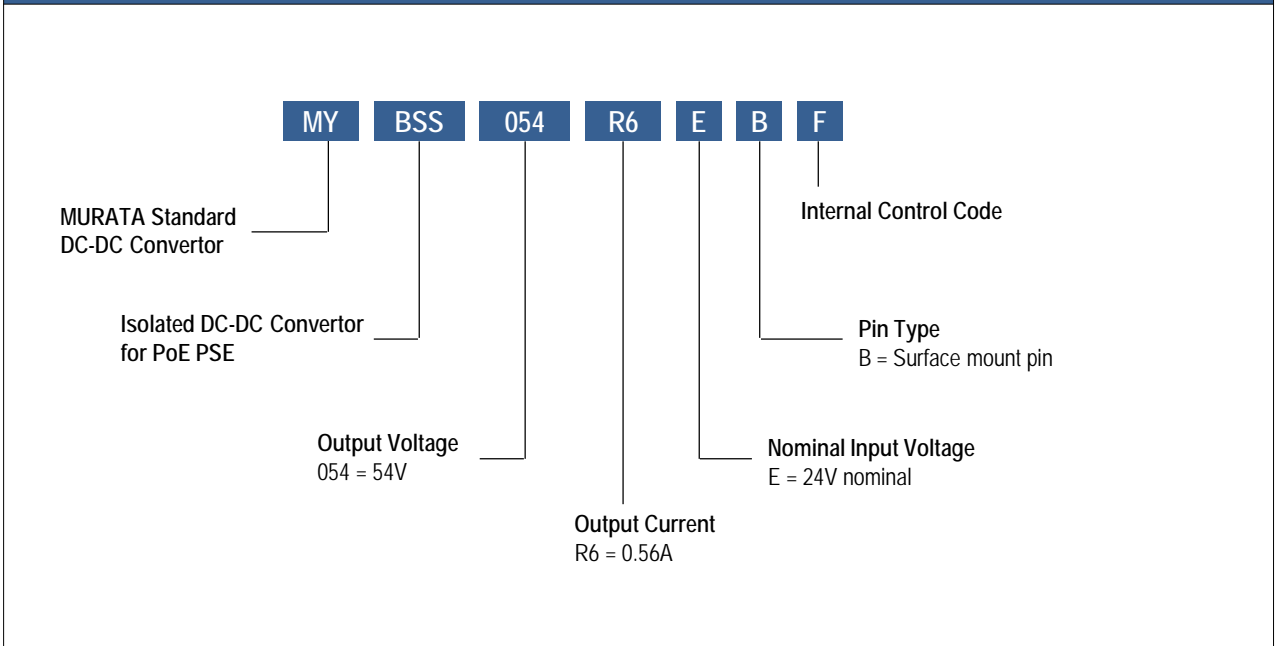 MY BSS 054 R6 E B F
MURATA Standard
DC-DC Convertor
Internal Control Code
Isolated DC-DC Convertor
for PoE PSE
Pin Type
B = Surface mount pin
Output Voltage
054 = 54V
Nominal Input Voltage
E = 24V nominal
Output Current
R6 = 0.56A